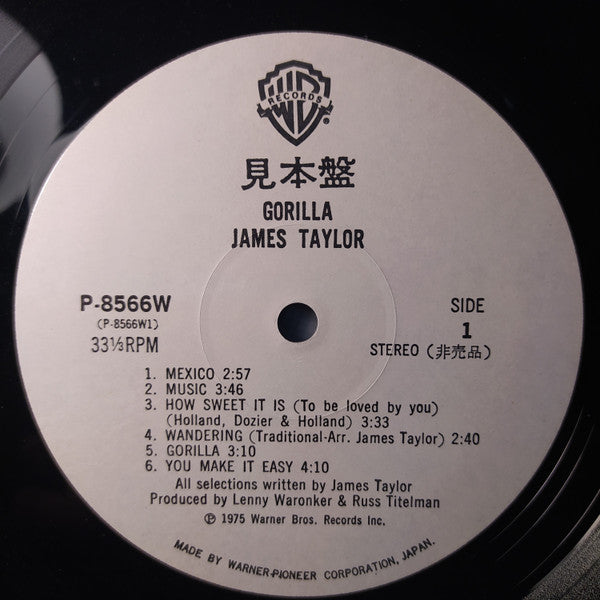 WB
RECORDS
®
見本盤
GORILLA
JAMES TAYLOR
P-8566W
(P-8566W1)
33⅓RPM
SIDE
1
STEREO (非売品)
1. MEXICO 2:57
2. MUSIC 3:46
3. HOW SWEET IT IS (To be loved by you)
(Holland, Dozier & Holland) 3:33
4. WANDERING (Traditional-Arr. James Taylor) 2:40
5. GORILLA 3:10
6. YOU MAKE IT EASY 4:10
All selections written by James Taylor
Produced by Lenny Waronker & Russ Titelman
℗ 1975 Warner Bros. Records Inc.
MADE BY WARNER-PIONEER CORPORATION, JAPAN.